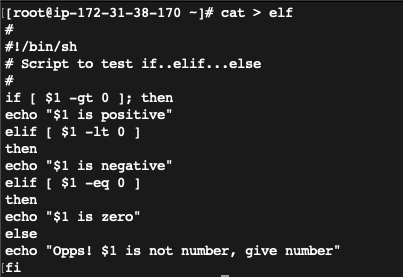 [[root@ip-172-31-38-170 ~]# cat > elf
#
#!/bin/sh
# Script to test if..elif...else
#
if [ $1 -gt 0 ]; then
echo "$1 is positive"
elif [ $1 -lt 0 ]
then
echo "$1 is negative"
elif [ $1 -eq 0 ]
then
echo "$1 is zero"
else
echo "Opps! $1 is not number, give number"
[fi